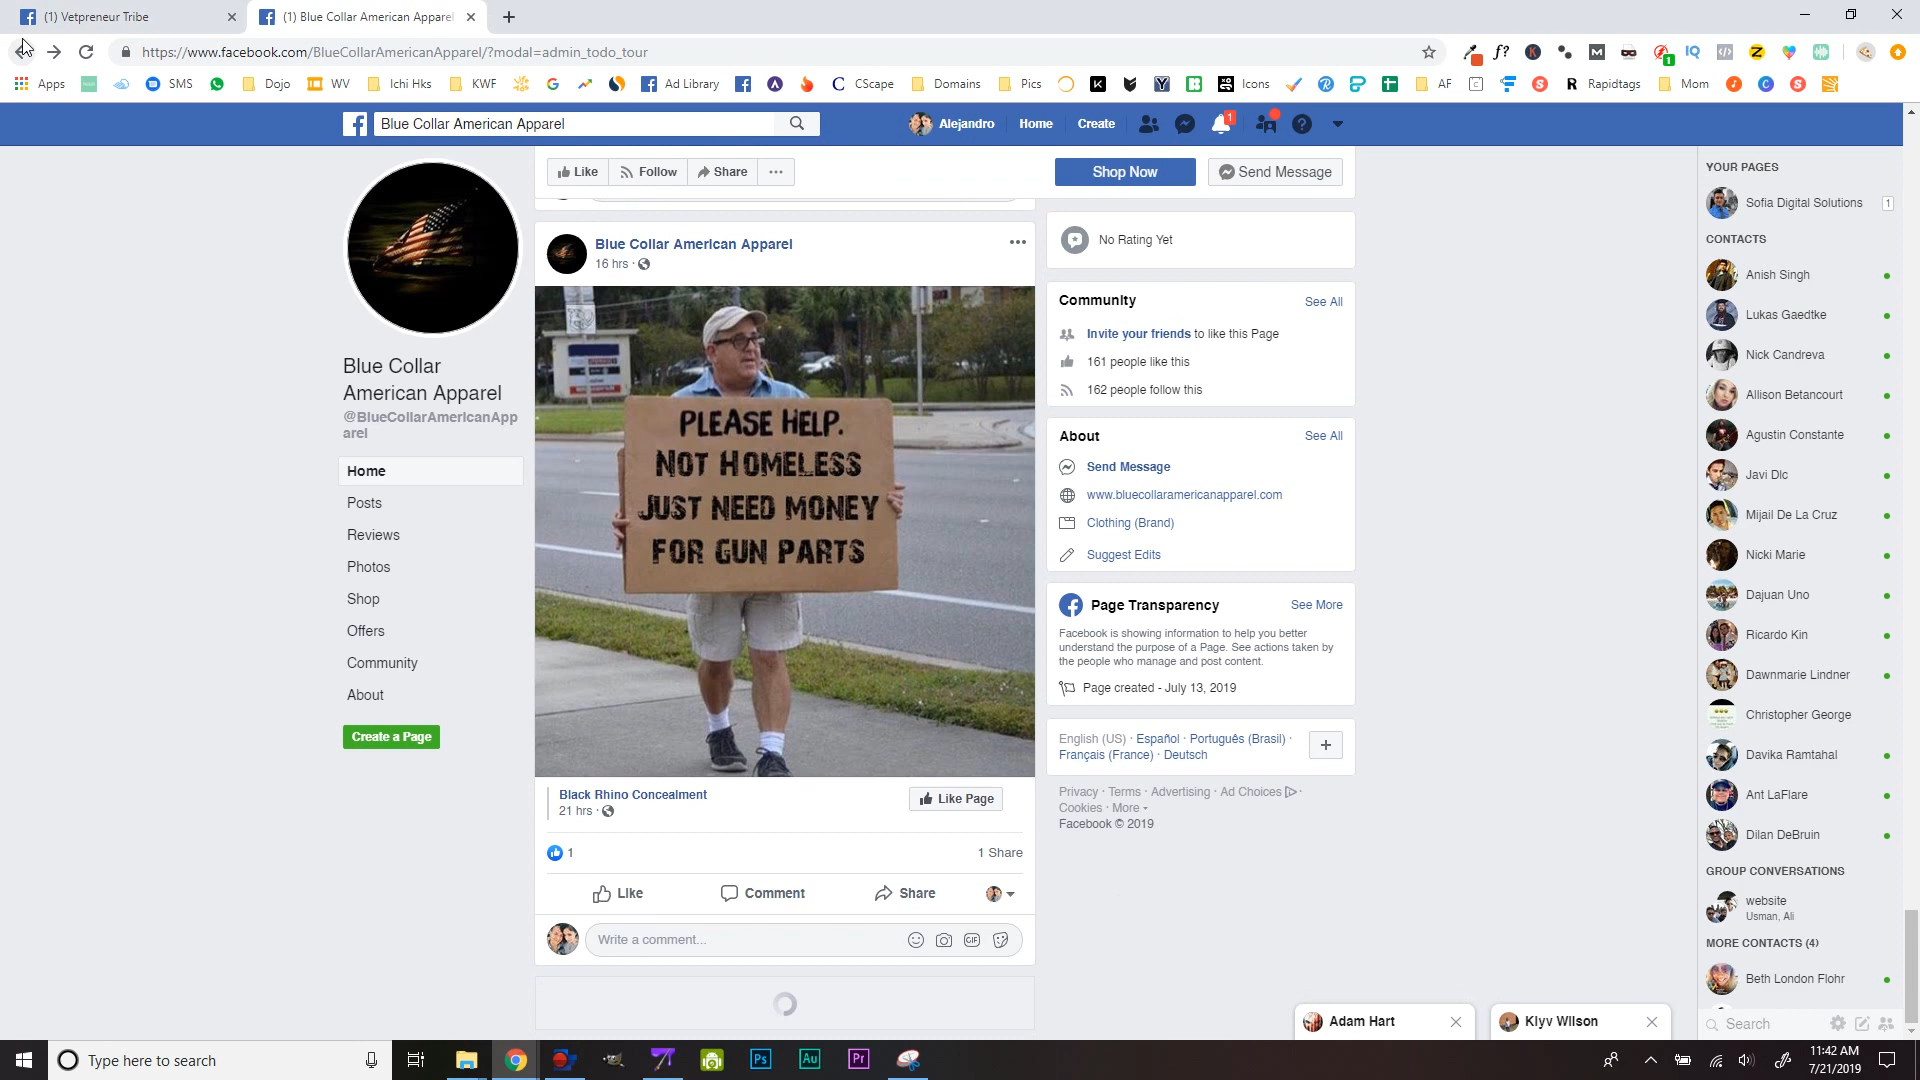 (1) Vetpreneur Tribe
(1) Blue Collar American Apparel
https://www.facebook.com/BlueCollarAmericanApparel/?modal=admin_todo_tour
Apps
SMS
Dojo
WV
Ichi Hks
KWF
Ad Library
CScape
Domains
Pics
Icons
AF
Rapidtags
Mom
Blue Collar American Apparel
Alejandro
Home
Create
1
Like
Follow
Share
Shop Now
Send Message
Blue Collar
American Apparel
@BlueCollarAmericanApp
arel
Home
Posts
Reviews
Photos
Shop
Offers
Community
About
Create a Page
Blue Collar American Apparel
16 hrs ·
PLEASE HELP.
NOT HOMELESS
JUST NEED MONEY
FOR GUN PARTS
Black Rhino Concealment
21 hrs ·
Like Page
1
1 Share
Like
Comment
Share
Write a comment...
GIF
No Rating Yet
Community
See All
Invite your friends to like this Page
161 people like this
162 people follow this
About
See All
Send Message
www.bluecollaramericanapparel.com
Clothing (Brand)
Suggest Edits
Page Transparency
See More
Facebook is showing information to help you better
understand the purpose of a Page. See actions taken by
the people who manage and post content.
Page created - July 13, 2019
English (US) · Español · Português (Brasil) ·
Français (France) · Deutsch
Privacy · Terms · Advertising · Ad Choices ·
Cookies · More
Facebook © 2019
YOUR PAGES
Sofia Digital Solutions
1
CONTACTS
Anish Singh
Lukas Gaedtke
Nick Candreva
Allison Betancourt
Agustin Constante
Javi Dlc
Mijail De La Cruz
Nicki Marie
Dajuan Uno
Ricardo Kin
Dawnmarie Lindner
Christopher George
Davika Ramtahal
Ant LaFlare
Dilan DeBruin
GROUP CONVERSATIONS
website
Usman, Ali
MORE CONTACTS (4)
Beth London Flohr
Search
Adam Hart
Klyv Wilson
Type here to search
Ps
Au
Pr
11:42 AM
7/21/2019